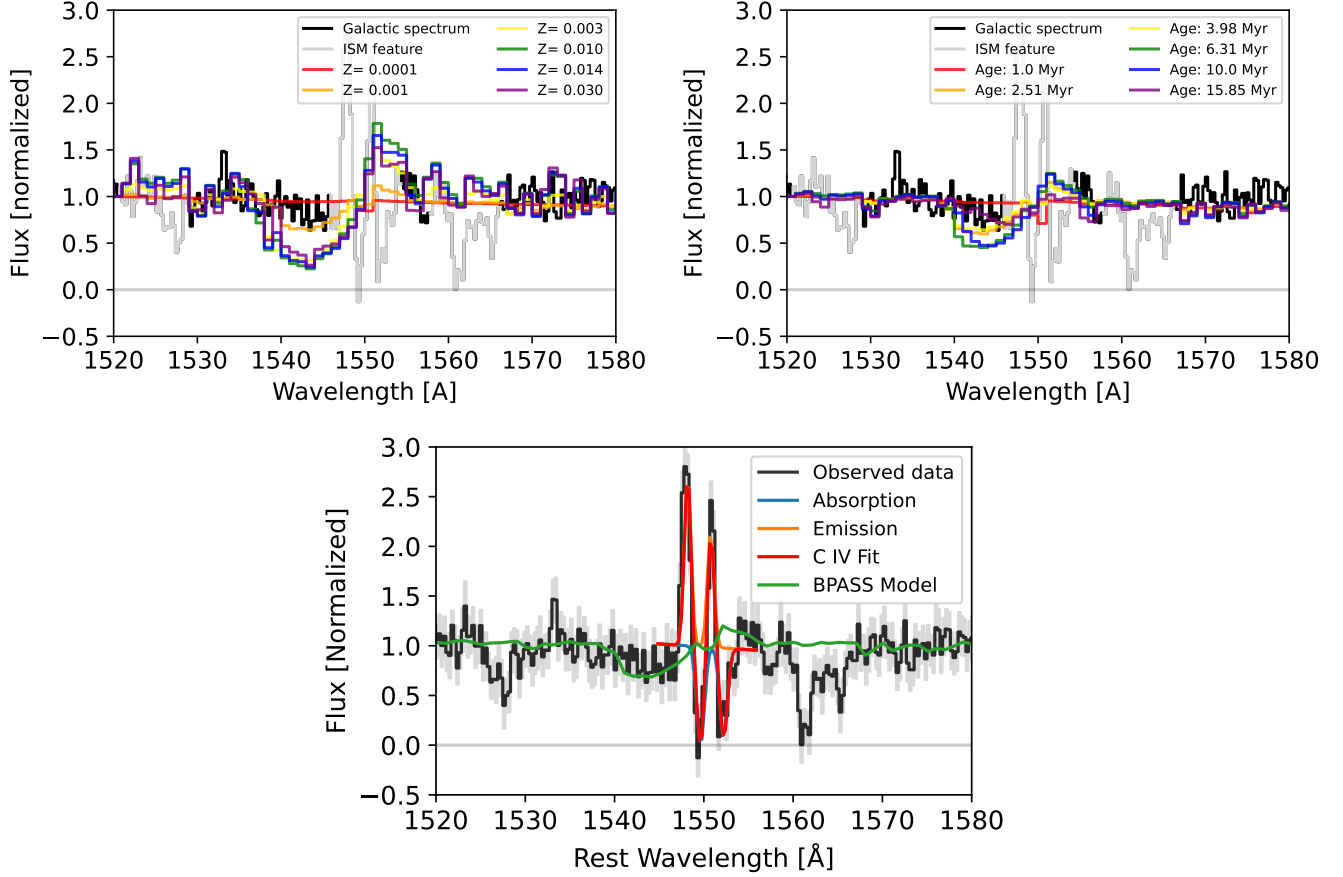 3.0
2.5
2.0
1.5
1.0
0.5
0.0
−0.5
Flux [normalized]
Galactic spectrum
ISM feature
Z= 0.0001
Z= 0.001
Z= 0.003
Z= 0.010
Z= 0.014
Z= 0.030
1520 1530 1540 1550 1560 1570 1580
Wavelength [A]
3.0
2.5
2.0
1.5
1.0
0.5
0.0
−0.5
Flux [normalized]
Galactic spectrum
ISM feature
Age: 1.0 Myr
Age: 2.51 Myr
Age: 3.98 Myr
Age: 6.31 Myr
Age: 10.0 Myr
Age: 15.85 Myr
1520 1530 1540 1550 1560 1570 1580
Wavelength [A]
3.0
2.5
2.0
1.5
1.0
0.5
0.0
−0.5
Flux [Normalized]
Observed data
Absorption
Emission
C IV Fit
BPASS Model
1520 1530 1540 1550 1560 1570 1580
Rest Wavelength [Å]